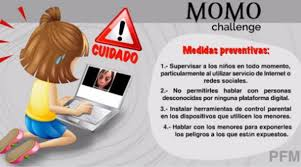 MOMO
challenge
CUIDADO
Medidas preventivas:
1.- Supervisar a los niños en todo momento,
particularmente al utilizar servicio de Internet o
redes sociales.
2.- No permitirles hablar con personas
desconocidas por ninguna plataforma digital.
3.- Instalar herramientas de control parental
en los dispositivos que utilicen los menores.
4.- Hablar con los menores para exponerles
los peligros a los que están expuestos.
PFM